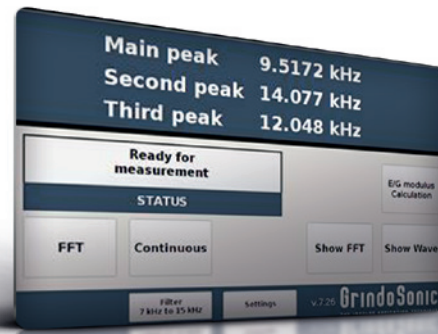 Main peak 9.5172 kHz
Second peak 14.077 kHz
Third peak 12.048 kHz
Ready for
measurement
STATUS
E/G modulus
Calculation
FFT
Continuous
Show FFT
Show Wave
Filter
7 kHz to 15 kHz
Settings
v.7.26 GrindoSonic